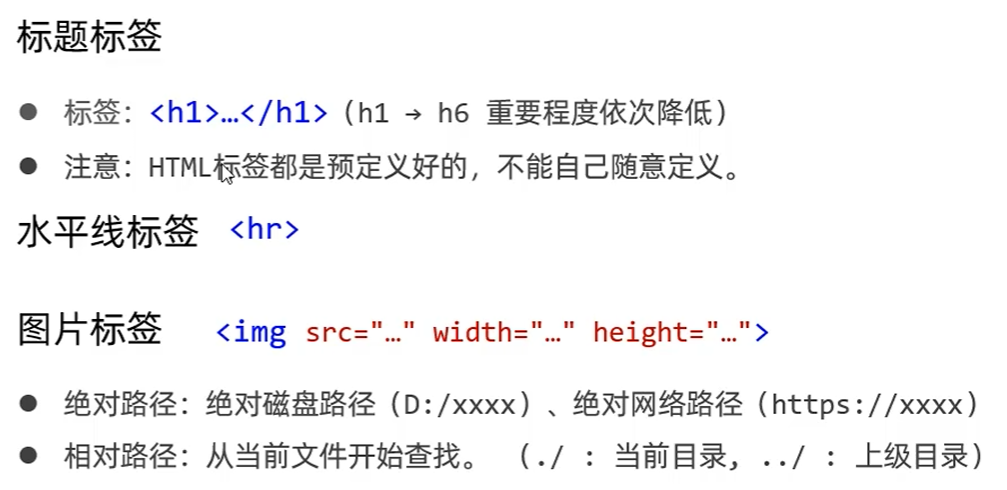 标题标签
● 标签：<h1>…</h1>（h1 → h6 重要程度依次降低）
● 注意：HTML标签都是预定义好的，不能自己随意定义。
水平线标签 <hr>
图片标签 <img src="…" width="…" height="…">
● 绝对路径：绝对磁盘路径（D:/xxxx）、绝对网络路径（https://xxxx）
● 相对路径：从当前文件开始查找。 （./ : 当前目录, ../ : 上级目录）